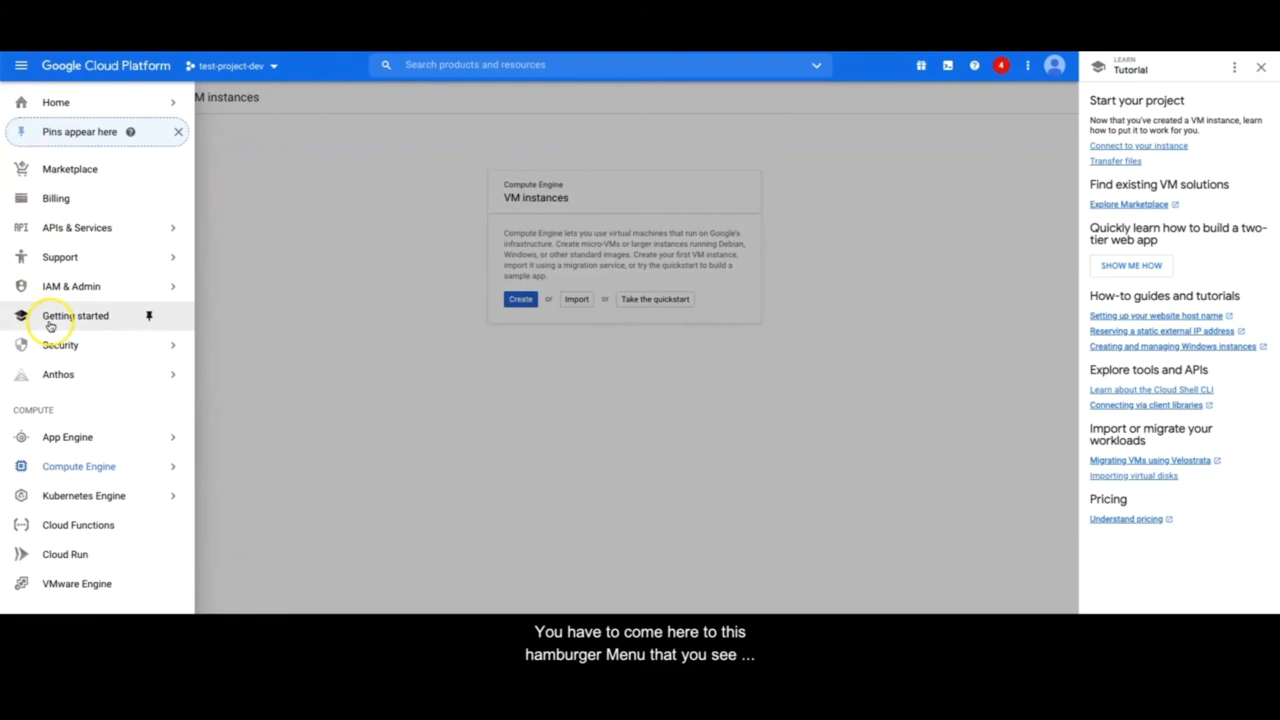 Google Cloud Platform
test-project-dev
Search products and resources
4
LEARN
Tutorial
Home
Pins appear here
Marketplace
Billing
API APIs & Services
Support
IAM & Admin
Getting started
Security
Anthos
COMPUTE
App Engine
Compute Engine
Kubernetes Engine
Cloud Functions
Cloud Run
VMware Engine
M instances
Compute Engine
VM instances
Compute Engine lets you use virtual machines that run on Google's
infrastructure. Create micro-VMs or larger instances running Debian,
Windows, or other standard images. Create your first VM instance,
import it using a migration service, or try the quickstart to build a
sample app.
Create or Import or Take the quickstart
Start your project
Now that you've created a VM instance, learn
how to put it to work for you.
Connect to your instance
Transfer files
Find existing VM solutions
Explore Marketplace
Quickly learn how to build a two-
tier web app
SHOW ME HOW
How-to guides and tutorials
Setting up your website host name
Reserving a static external IP address
Creating and managing Windows instances
Explore tools and APIs
Learn about the Cloud Shell CLI
Connecting via client libraries
Import or migrate your
workloads
Migrating VMs using Velostrata
Importing virtual disks
Pricing
Understand pricing
You have to come here to this
hamburger Menu that you see ...